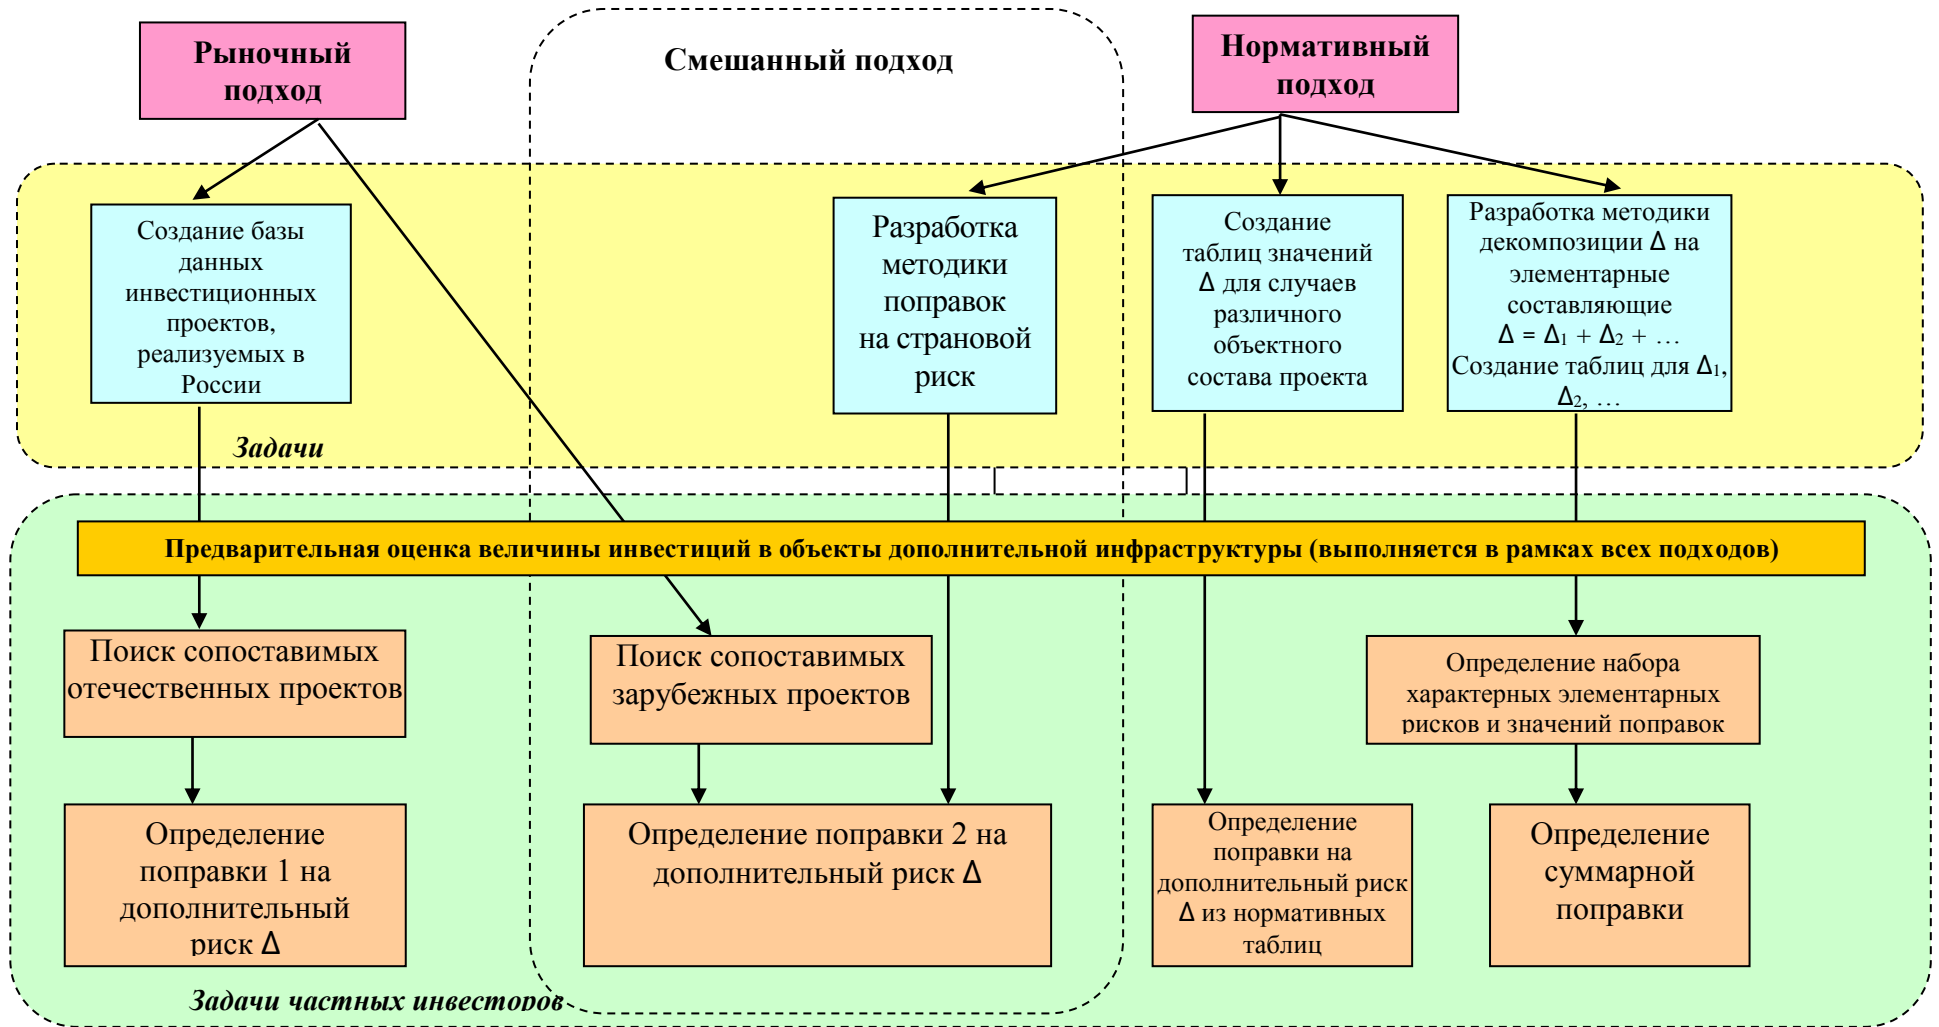 Рыночный
подход
Смешанный подход
Нормативный
подход
Создание базы
данных
инвестиционных
проектов,
реализуемых в
России
Разработка
методики
поправок
на страновой
риск
Создание
таблиц значений
Δ для случаев
различного
объектного
состава проекта
Разработка методики
декомпозиции Δ на
элементарные
составляющие
Δ = Δ₁ + Δ₂ + …
Создание таблиц для Δ₁,
Δ₂, …
Задачи
Предварительная оценка величины инвестиций в объекты дополнительной инфраструктуры (выполняется в рамках всех подходов)
Поиск сопоставимых
отечественных проектов
Поиск сопоставимых
зарубежных проектов
Определение набора
характерных элементарных
рисков и значений поправок
Определение
поправки 1 на
дополнительный
риск Δ
Определение поправки 2 на
дополнительный риск Δ
Определение
поправки на
дополнительный риск
Δ из нормативных
таблиц
Определение
суммарной
поправки
Задачи частных инвесторов